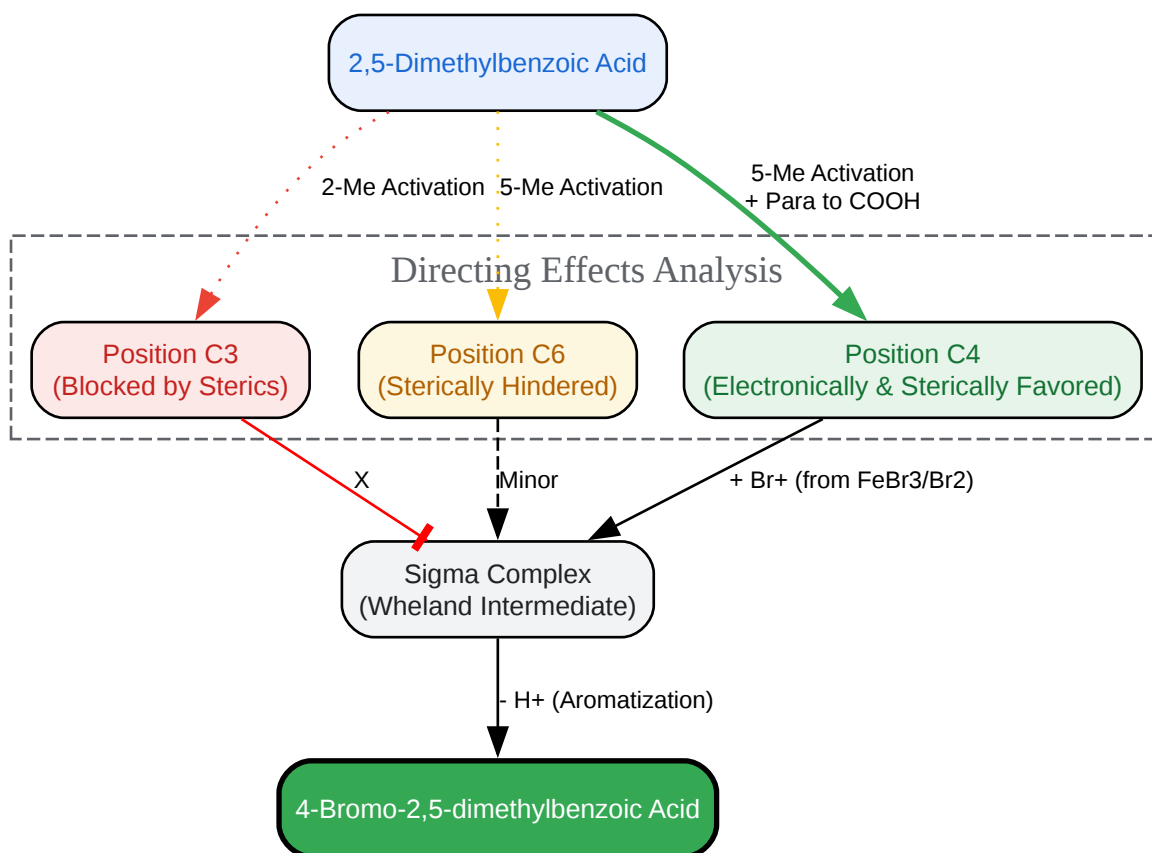 2,5-Dimethylbenzoic Acid
2-Me Activation
5-Me Activation
5-Me Activation
+ Para to COOH
Directing Effects Analysis
Position C3
(Blocked by Sterics)
Position C6
(Sterically Hindered)
Position C4
(Electronically & Sterically Favored)
X
Minor
+ Br+ (from FeBr3/Br2)
Sigma Complex
(Wheland Intermediate)
- H+ (Aromatization)
4-Bromo-2,5-dimethylbenzoic Acid